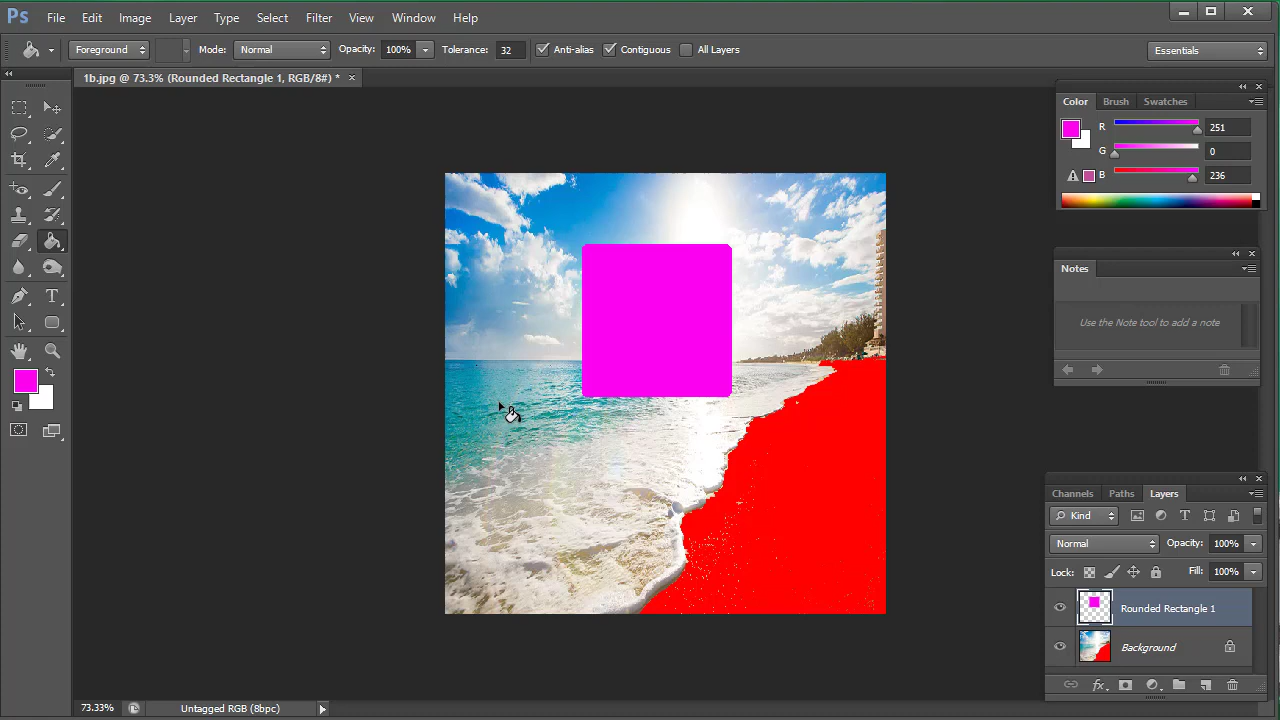 Ps File Edit Image Layer Type Select Filter View Window Help
Foreground Mode: Normal Opacity: 100% Tolerance: 32 Anti-alias Contiguous All Layers Essentials
1b.jpg @ 73.3% (Rounded Rectangle 1, RGB/8#) *
Color Brush Swatches
R 251
G 0
B 236
Notes
Use the Note tool to add a note
Channels Paths Layers
Kind T
Normal Opacity: 100%
Lock: Fill: 100%
Rounded Rectangle 1
Background
fx
73.33% Untagged RGB (8bpc)